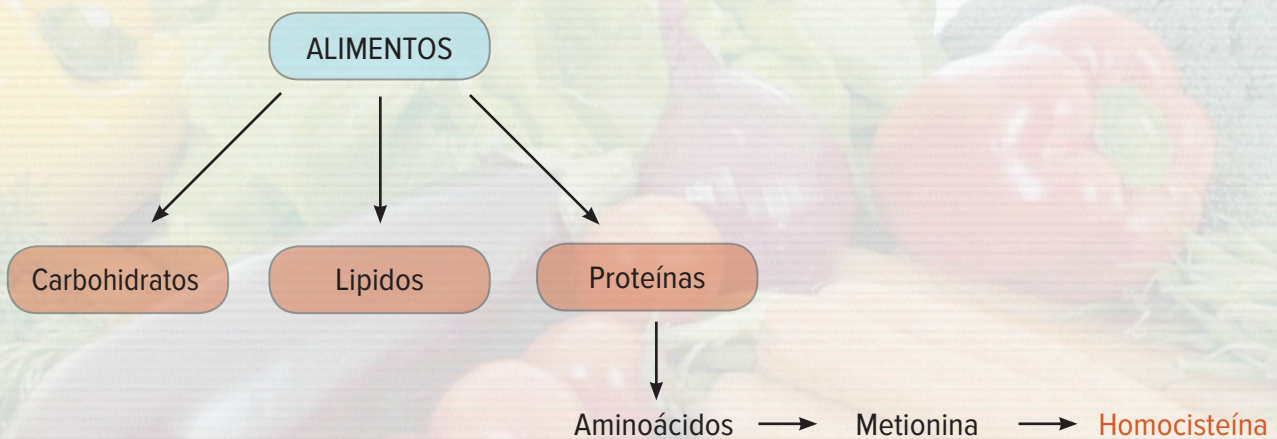 ALIMENTOS
Carbohidratos Lipidos Proteínas
Aminoácidos Metionina Homocisteína